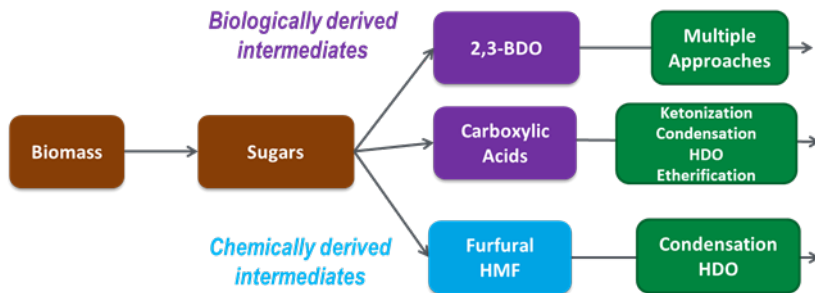 Biologically derived
intermediates
2,3-BDO
Multiple
Approaches
Biomass
Sugars
Carboxylic
Acids
Ketonization
Condensation
HDO
Etherification
Chemically derived
intermediates
Furfural
HMF
Condensation
HDO